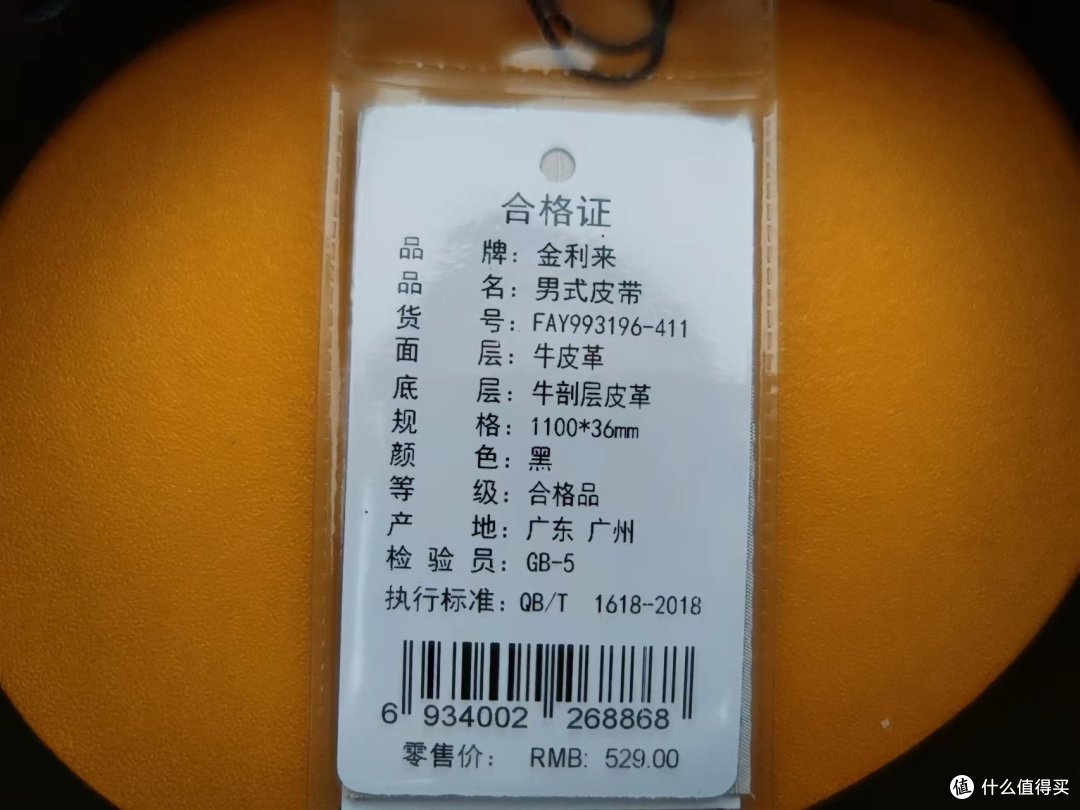 合格证
品牌：金利来
品名：男式皮带
货号：FAY993196-411
面层：牛皮革
底层：牛剖层皮革
规格：1100*36mm
颜色：黑
等级：合格品
产地：广东 广州
检验员：GB-5
执行标准：QB/T 1618-2018
6 934002 268868
零售价： RMB: 529.00
值 什么值得买